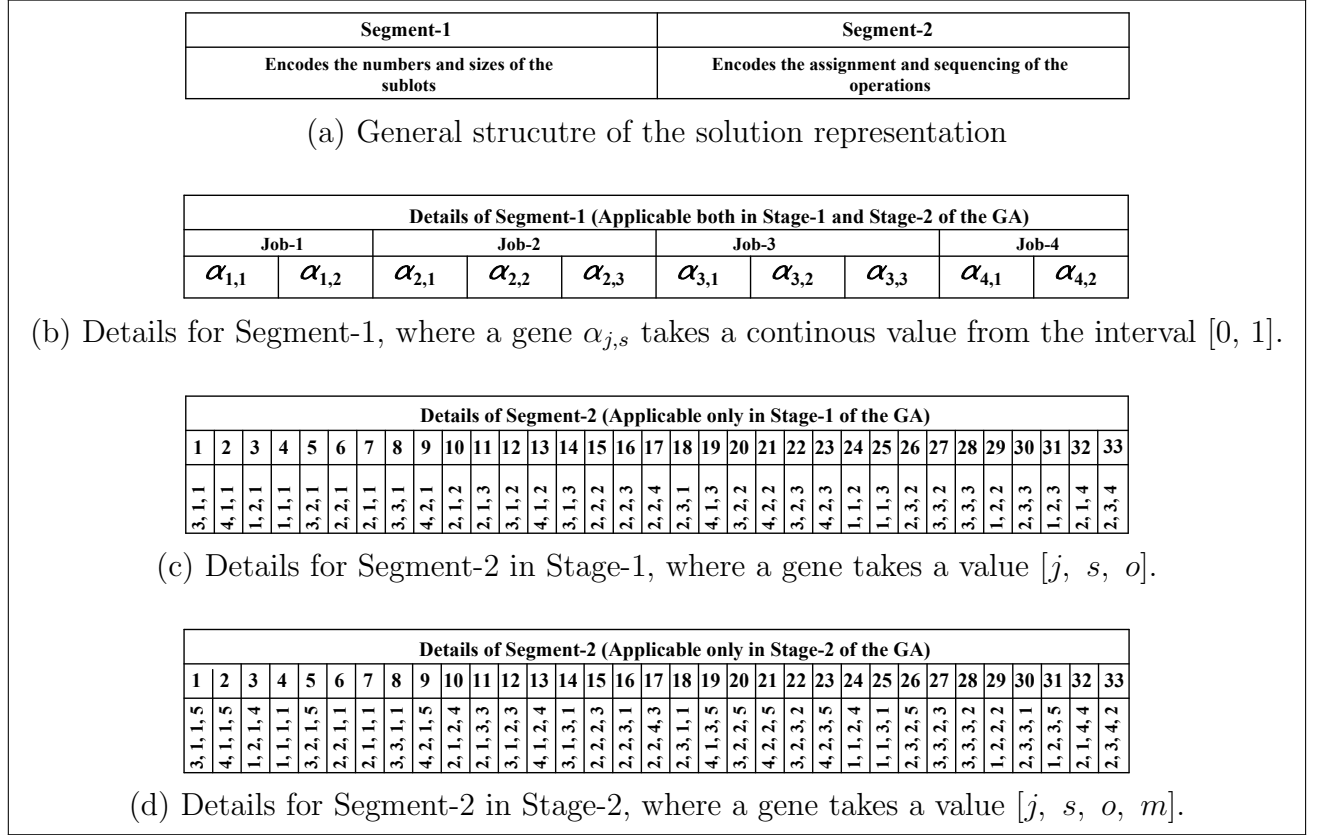 Segment-1 Segment-2
Encodes the numbers and sizes of the Encodes the assignment and sequencing of the
sublots operations
(a) General strucutre of the solution representation
Details of Segment-1 (Applicable both in Stage-1 and Stage-2 of the GA)
Job-1 Job-2 Job-3 Job-4
α1,1 α1,2 α2,1 α2,2 α2,3 α3,1 α3,2 α3,3 α4,1 α4,2
(b) Details for Segment-1, where a gene αj,s takes a continous value from the interval [0, 1].
Details of Segment-2 (Applicable only in Stage-1 of the GA)
1 2 3 4 5 6 7 8 9 10 11 12 13 14 15 16 17 18 19 20 21 22 23 24 25 26 27 28 29 30 31 32 33
3, 1, 1 4, 1, 1 1, 2, 1 1, 1, 1 3, 2, 1 2, 2, 1 2, 1, 1 3, 3, 1 4, 2, 1 2, 1, 2 2, 1, 3 3, 1, 2 4, 1, 2 3, 1, 3 2, 2, 2 2, 2, 3 2, 2, 4 2, 3, 1 4, 1, 3 3, 2, 2 4, 2, 2 3, 2, 3 4, 2, 3 1, 1, 2 1, 1, 3 2, 3, 2 3, 3, 2 3, 3, 3 1, 2, 2 2, 3, 3 1, 2, 3 2, 1, 4 2, 3, 4
(c) Details for Segment-2 in Stage-1, where a gene takes a value [j, s, o].
Details of Segment-2 (Applicable only in Stage-2 of the GA)
1 2 3 4 5 6 7 8 9 10 11 12 13 14 15 16 17 18 19 20 21 22 23 24 25 26 27 28 29 30 31 32 33
3, 1, 1, 5 4, 1, 1, 5 1, 2, 1, 4 1, 1, 1, 1 3, 2, 1, 5 2, 2, 1, 1 2, 1, 1, 1 3, 3, 1, 1 4, 2, 1, 5 2, 1, 2, 4 2, 1, 3, 3 3, 1, 2, 3 4, 1, 2, 4 3, 1, 3, 1 2, 2, 2, 3 2, 2, 3, 1 2, 2, 4, 3 2, 3, 1, 1 4, 1, 3, 5 3, 2, 2, 5 4, 2, 2, 5 3, 2, 3, 2 4, 2, 3, 5 1, 1, 2, 4 1, 1, 3, 1 2, 3, 2, 5 3, 3, 2, 3 3, 3, 3, 2 1, 2, 2, 2 2, 3, 3, 1 1, 2, 3, 5 2, 1, 4, 4 2, 3, 4, 2
(d) Details for Segment-2 in Stage-2, where a gene takes a value [j, s, o, m].